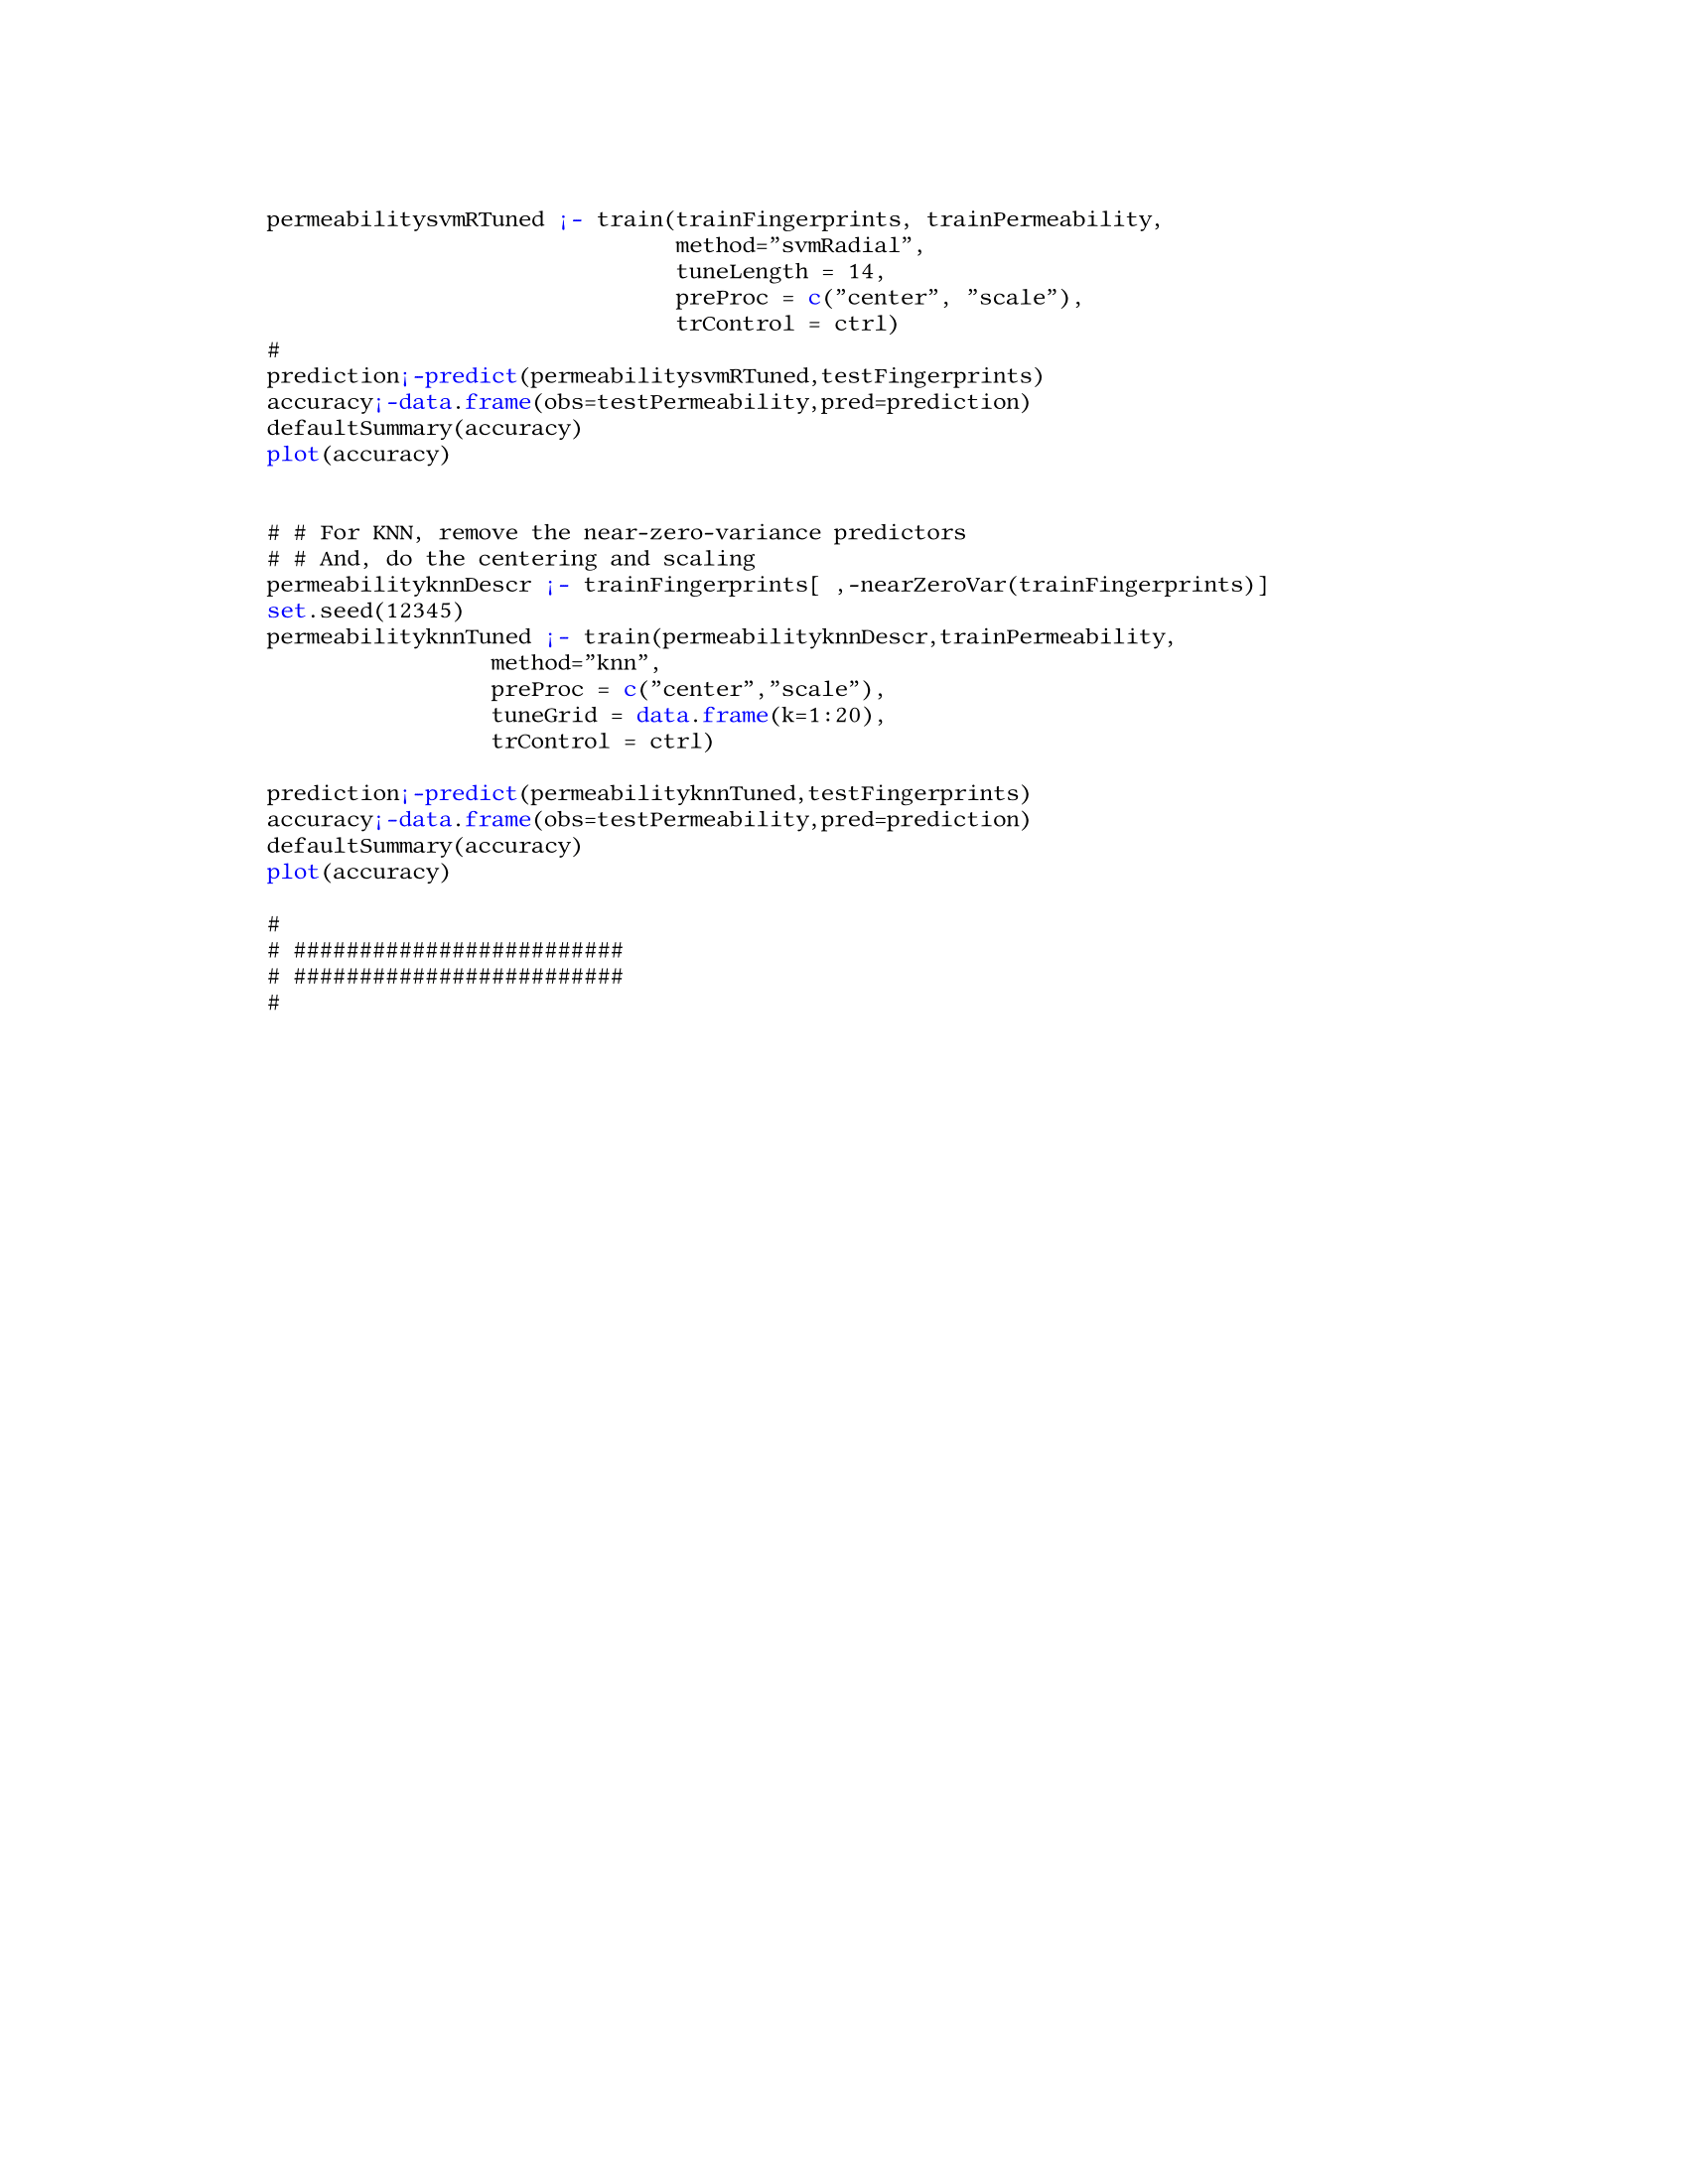 permeabilitysvmRTuned ¡- train(trainFingerprints, trainPermeability,
method=”svmRadial”,
tuneLength = 14,
preProc = c(”center”, ”scale”),
trControl = ctrl)
#
prediction¡-predict(permeabilitysvmRTuned,testFingerprints)
accuracy¡-data.frame(obs=testPermeability,pred=prediction)
defaultSummary(accuracy)
plot(accuracy)
# # For KNN, remove the near-zero-variance predictors
# # And, do the centering and scaling
permeabilityknnDescr ¡- trainFingerprints[ ,-nearZeroVar(trainFingerprints)]
set.seed(12345)
permeabilityknnTuned ¡- train(permeabilityknnDescr,trainPermeability,
method=”knn”,
preProc = c(”center”,”scale”),
tuneGrid = data.frame(k=1:20),
trControl = ctrl)
prediction¡-predict(permeabilityknnTuned,testFingerprints)
accuracy¡-data.frame(obs=testPermeability,pred=prediction)
defaultSummary(accuracy)
plot(accuracy)
#
# #########################
# #########################
#